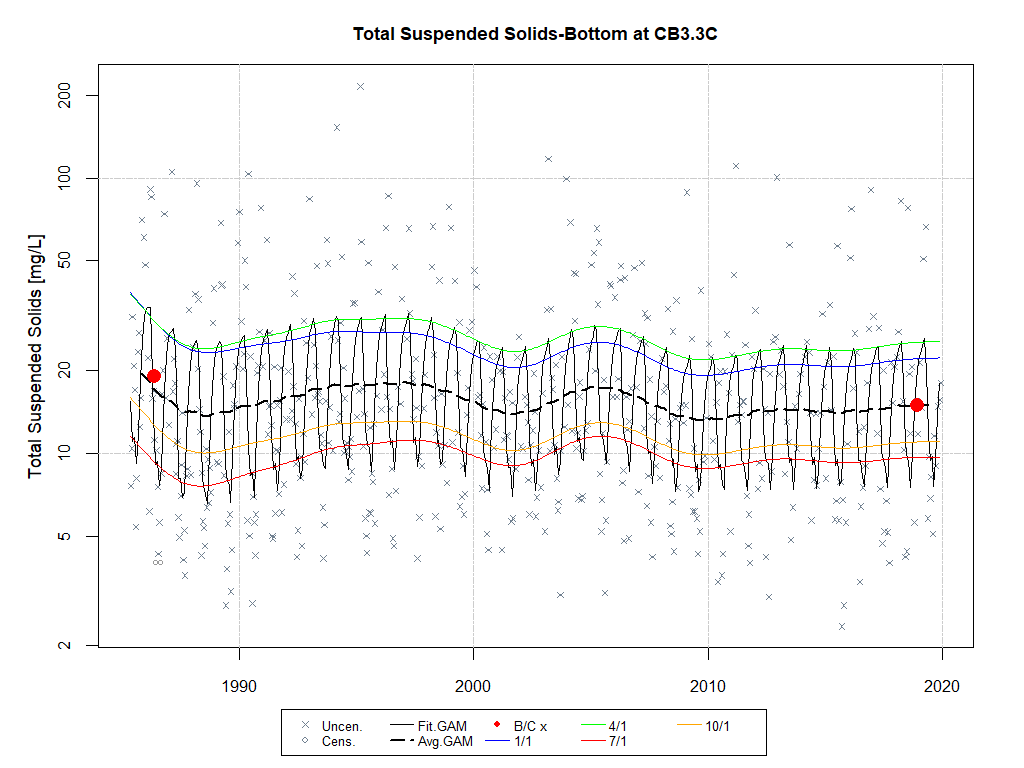 Total Suspended Solids-Bottom at CB3.3C
Total Suspended Solids [mg/L]
200
100
50
20
10
5
2
1990 2000 2010 2020
Uncen. Fit.GAM B/C x 4/1 10/1
Cens. Avg.GAM 1/1 7/1